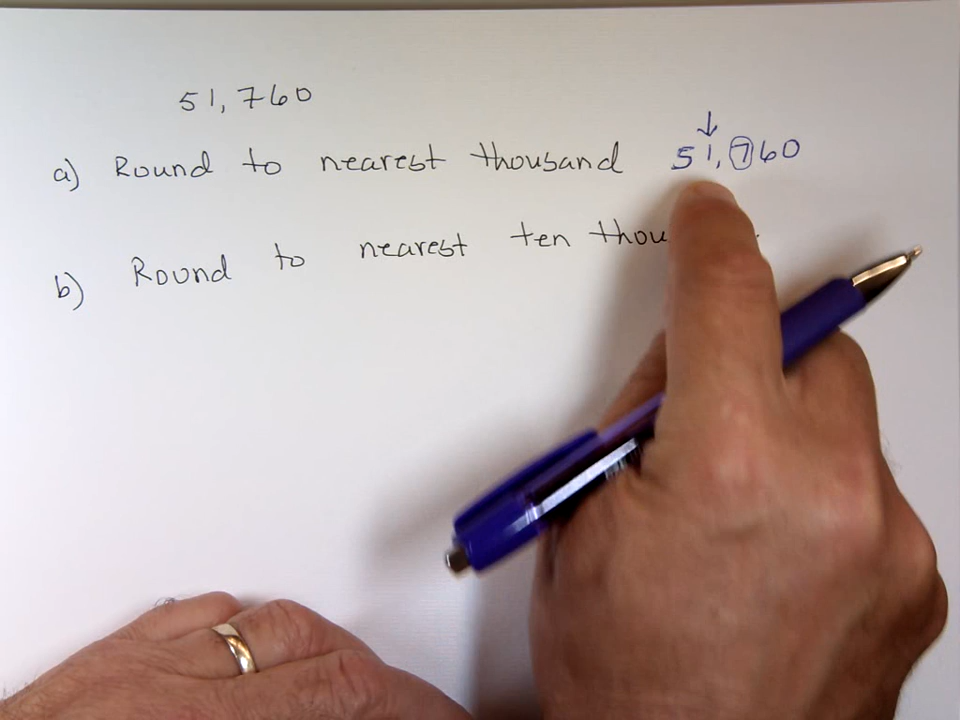 51,760
a) Round to nearest thousand 51,760
b) Round to nearest ten